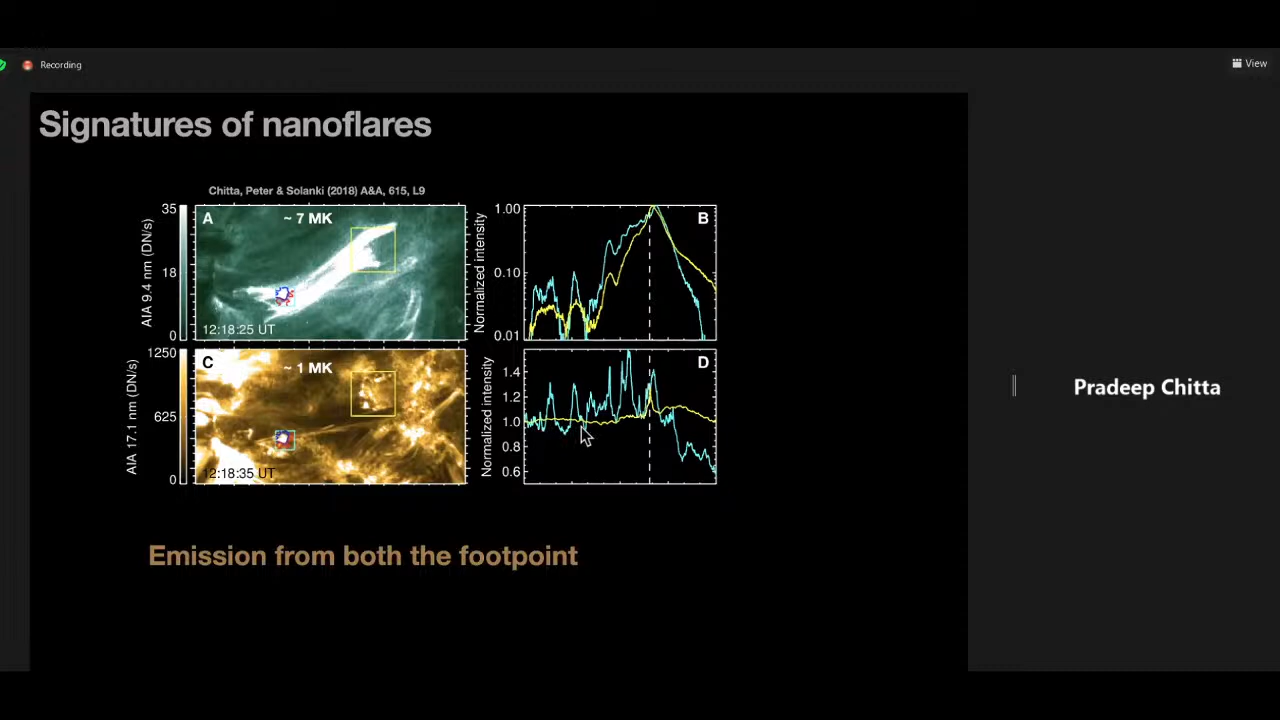 Recording
View
Signatures of nanoflares
Chitta, Peter & Solanki (2018) A&A, 615, L9
35
18
0
AIA 9.4 nm (DN/s)
A
~ 7 MK
12:18:25 UT
Normalized intensity
1.00
0.10
0.01
B
1250
625
0
AIA 17.1 nm (DN/s)
C
~ 1 MK
12:18:35 UT
Normalized intensity
1.4
1.2
1.0
0.8
0.6
D
Emission from both the footpoint
Pradeep Chitta